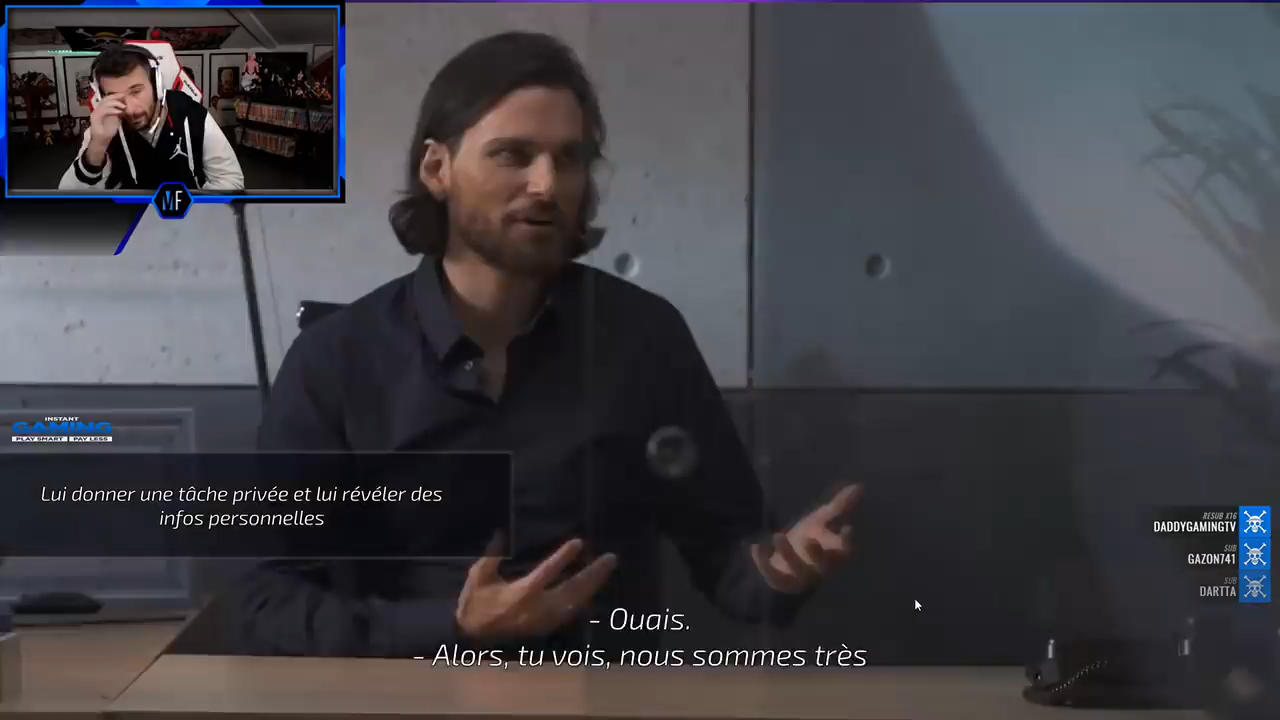 MF
INSTANT
GAMING
PLAY SMART | PAY LESS
Lui donner une tâche privée et lui révéler des
infos personnelles
RESUB X16
DADDYGAMINGTV
SUB
GAZON741
SUB
DARTTA
- Ouais.
- Alors, tu vois, nous sommes très